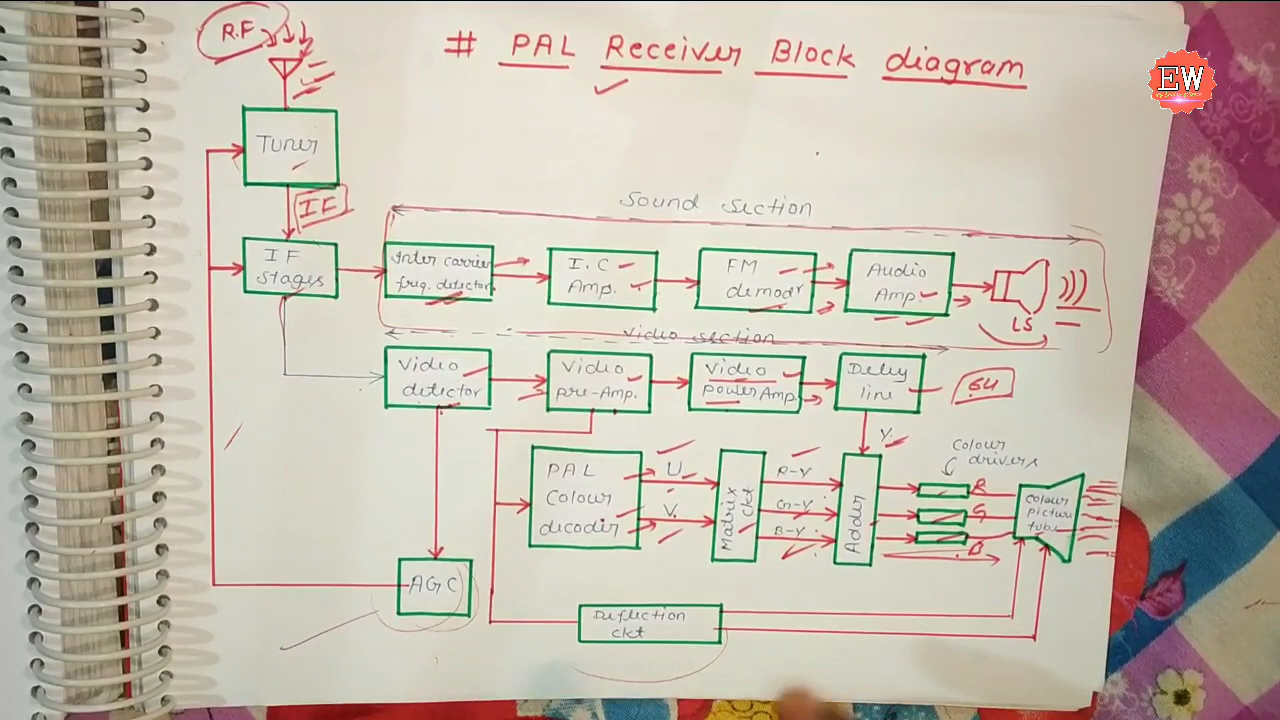 R.F
# PAL Receiver Block diagram
EW
Tuner
IF
Sound section
IF
Stages
Inter carrier
freq. detector
I.C
Amp.
FM
demodr
Audio
Amp.
LS
Video section
Video
detector
Video
pre-Amp.
Video
power Amp.
Delay
line
64
Y
Colour
drivers
PAL
Colour
decoder
U
V
Matrix
ckt
R-Y
G-Y
B-Y
Adder
R
G
B
Colour
picture
tube
AGC
Deflection
ckt